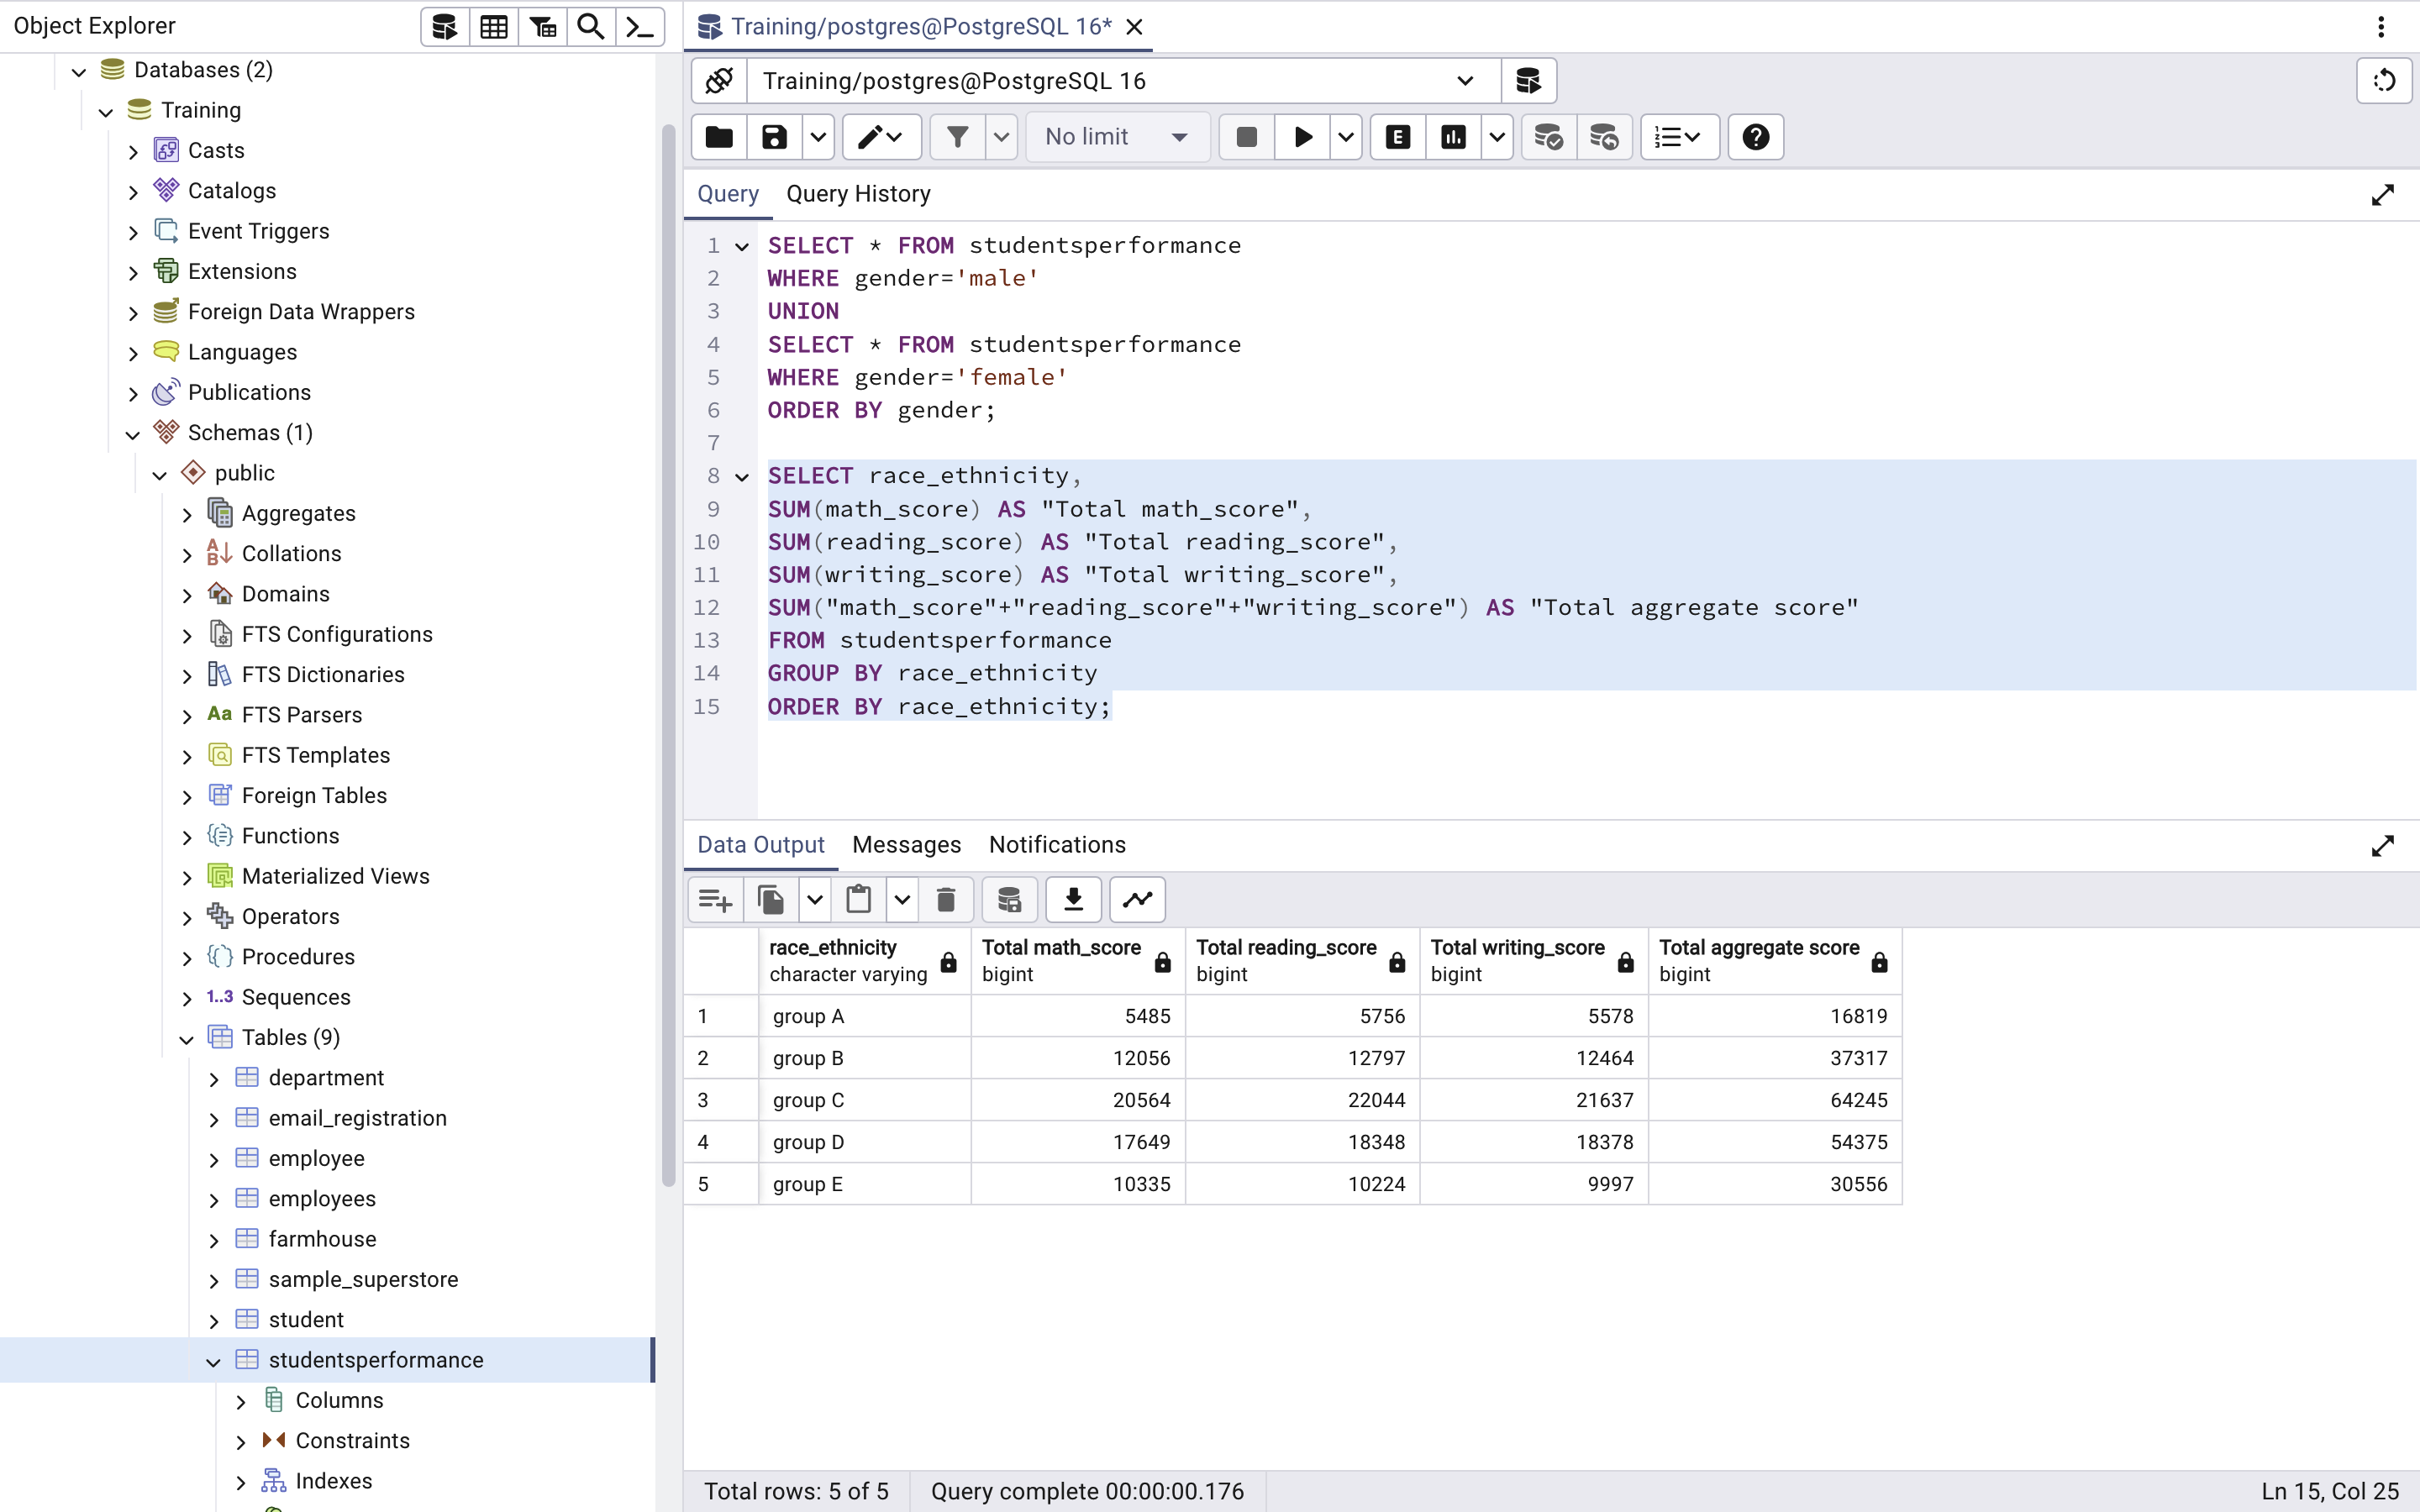 Object Explorer
Databases (2)
Training
Casts
Catalogs
Event Triggers
Extensions
Foreign Data Wrappers
Languages
Publications
Schemas (1)
public
Aggregates
Collations
Domains
FTS Configurations
FTS Dictionaries
Aa FTS Parsers
FTS Templates
Foreign Tables
Functions
Materialized Views
Operators
Procedures
1..3 Sequences
Tables (9)
department
email_registration
employee
employees
farmhouse
sample_superstore
student
studentsperformance
Columns
Constraints
Indexes
Training/postgres@PostgreSQL 16*
Training/postgres@PostgreSQL 16
No limit
E
Query Query History
1 SELECT * FROM studentsperformance
2 WHERE gender='male'
3 UNION
4 SELECT * FROM studentsperformance
5 WHERE gender='female'
6 ORDER BY gender;
7
8 SELECT race_ethnicity,
9 SUM(math_score) AS "Total math_score",
10 SUM(reading_score) AS "Total reading_score",
11 SUM(writing_score) AS "Total writing_score",
12 SUM("math_score"+"reading_score"+"writing_score") AS "Total aggregate score"
13 FROM studentsperformance
14 GROUP BY race_ethnicity
15 ORDER BY race_ethnicity;
Data Output Messages Notifications
race_ethnicity Total math_score Total reading_score Total writing_score Total aggregate score
character varying bigint bigint bigint bigint
1 group A 5485 5756 5578 16819
2 group B 12056 12797 12464 37317
3 group C 20564 22044 21637 64245
4 group D 17649 18348 18378 54375
5 group E 10335 10224 9997 30556
Total rows: 5 of 5 Query complete 00:00:00.176 Ln 15, Col 25